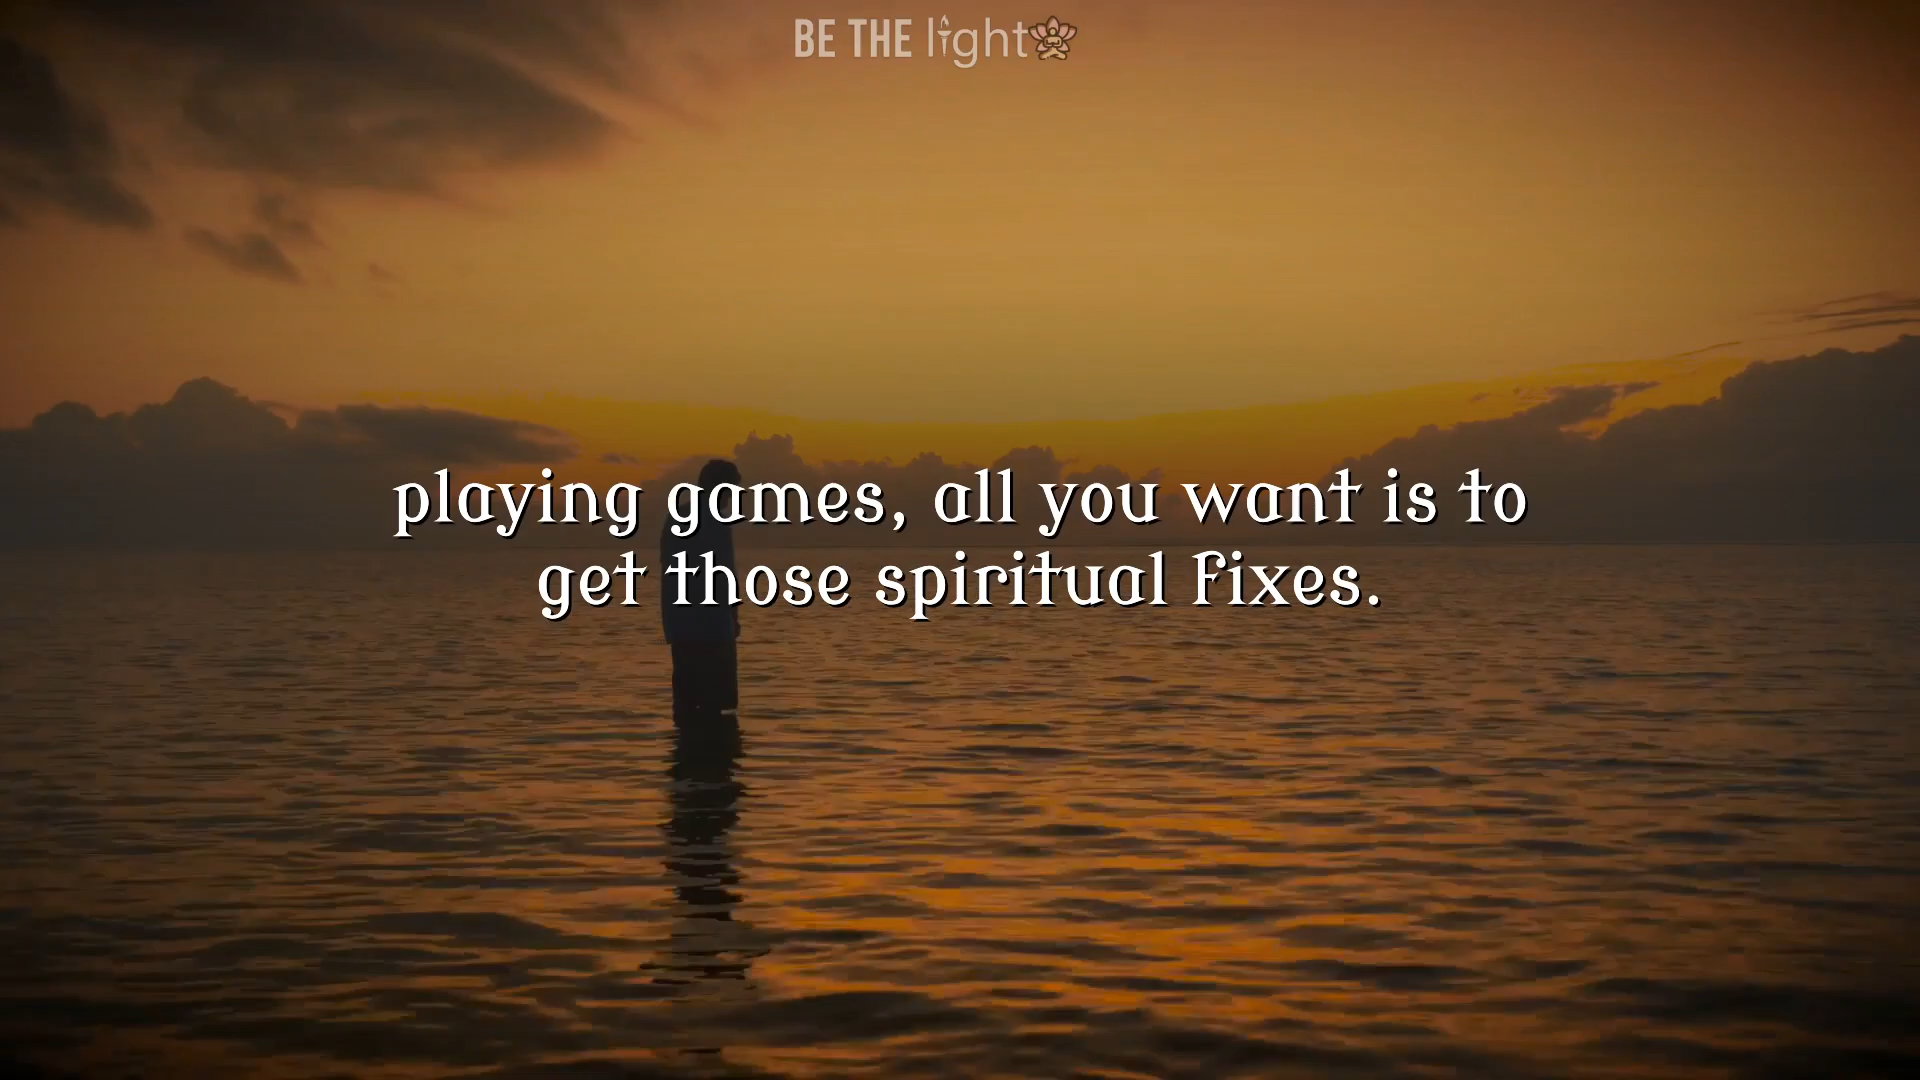 BE THE light
playing games, all you want is to
get those spiritual fixes.